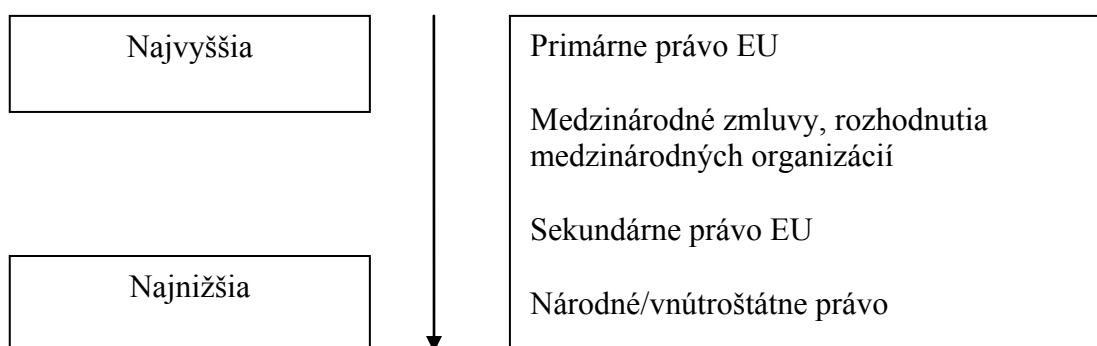 Najvyššia
Primárne právo EU
Medzinárodné zmluvy, rozhodnutia
medzinárodných organizácií
Sekundárne právo EU
Najnižšia
Národné/vnútroštátne právo